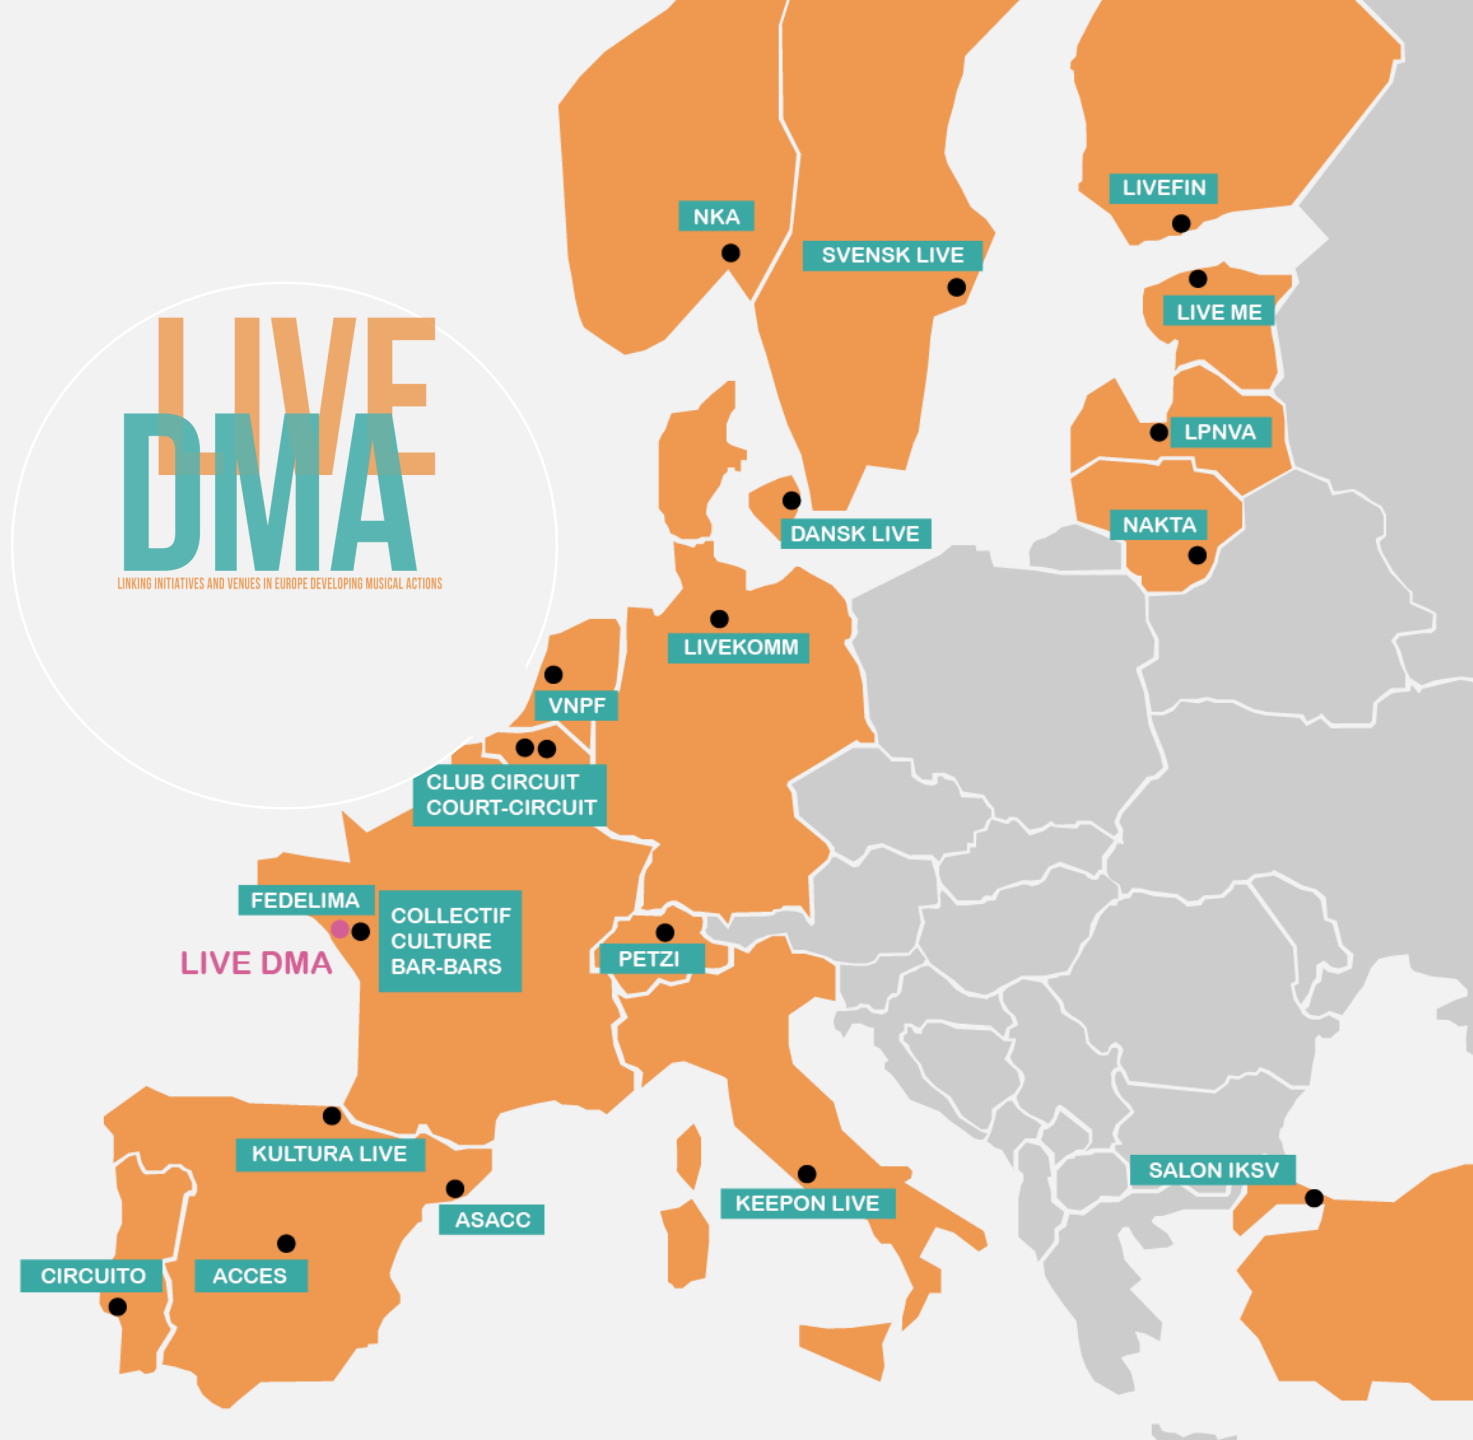 LIVE
DMA
LINKING INITIATIVES AND VENUES IN EUROPE DEVELOPING MUSICAL ACTIONS
LIVEFIN
NKA
SVENSK LIVE
LIVE ME
LPNVA
NAKTA
DANSK LIVE
LIVEKOMM
VNPF
CLUB CIRCUIT
COURT-CIRCUIT
FEDELIMA
COLLECTIF
CULTURE
BAR-BARS
LIVE DMA
PETZI
KULTURA LIVE
SALON IKSV
KEEPON LIVE
ASACC
CIRCUITO
ACCES